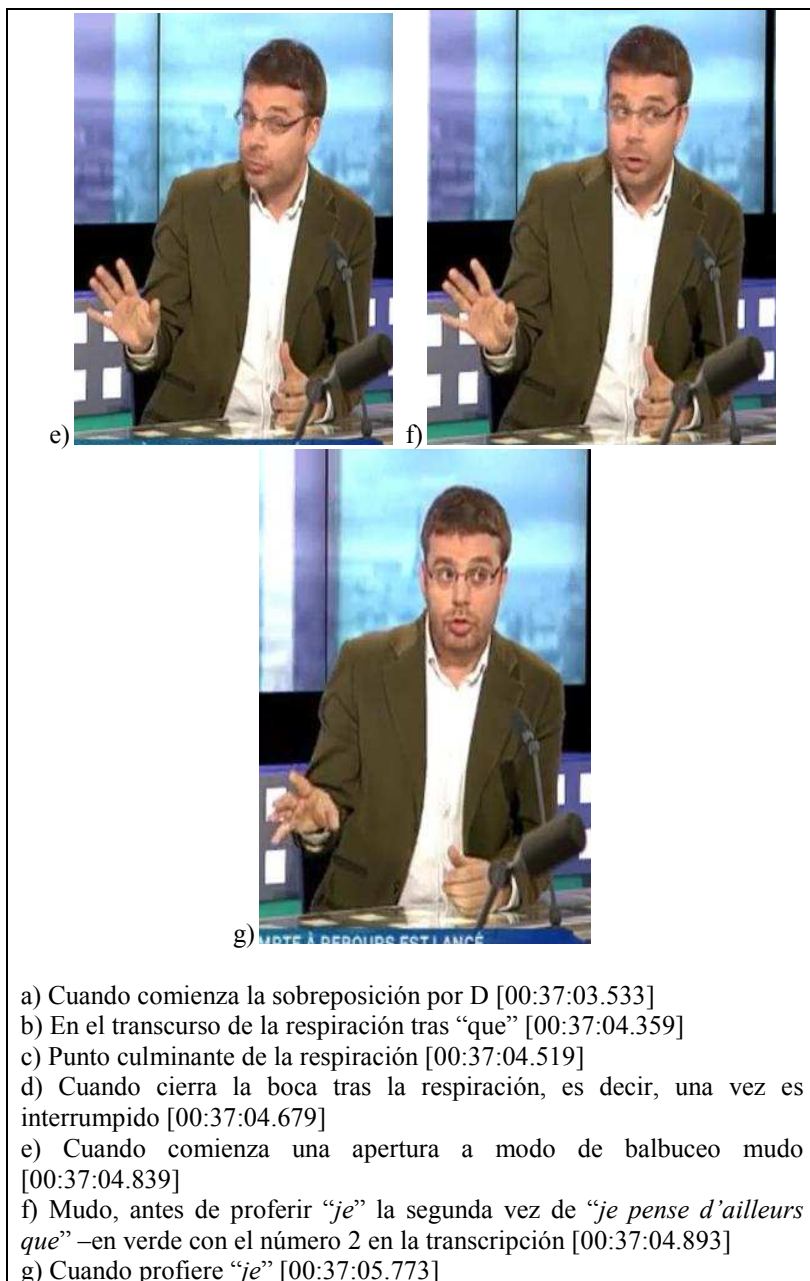 e)
f)
g)
MPTE À REBOURS EST LANCÉ
a) Cuando comienza la sobreposición por D [00:37:03.533]
b) En el transcurso de la respiración tras “que” [00:37:04.359]
c) Punto culminante de la respiración [00:37:04.519]
d) Cuando cierra la boca tras la respiración, es decir, una vez es
interrumpido [00:37:04.679]
e) Cuando comienza una apertura a modo de balbuceo mudo
[00:37:04.839]
f) Mudo, antes de proferir “je” la segunda vez de “je pense d’ailleurs
que” –en verde con el número 2 en la transcripción [00:37:04.893]
g) Cuando profiere “je” [00:37:05.773]